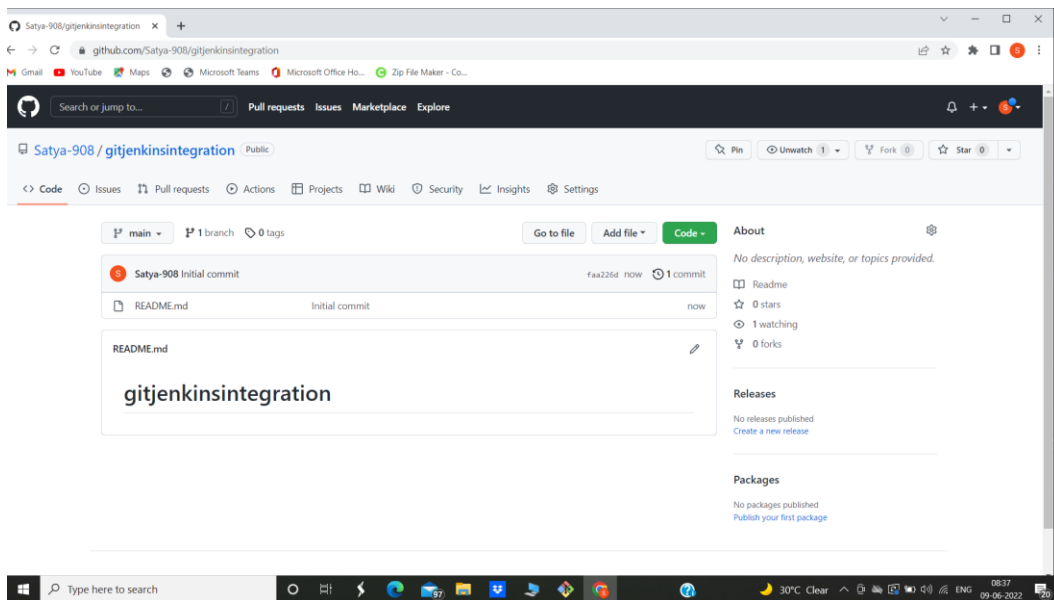 Satya-908/gitjenkinsintegration
github.com/Satya-908/gitjenkinsintegration
Gmail YouTube Maps Microsoft Teams Microsoft Office Ho... Zip File Maker - Co...
Search or jump to... / Pull requests Issues Marketplace Explore
Satya-908 / gitjenkinsintegration Public Pin Unwatch 1 Fork 0 Star 0
Code Issues Pull requests Actions Projects Wiki Security Insights Settings
main 1 branch 0 tags Go to file Add file Code
About
No description, website, or topics provided.
S Satya-908 Initial commit faa226d now 1 commit
README.md Initial commit now
Readme
0 stars
1 watching
0 forks
README.md
gitjenkinsintegration
Releases
No releases published
Create a new release
Packages
No packages published
Publish your first package
Type here to search 97 30°C Clear ENG 08:37 09-06-2022 20